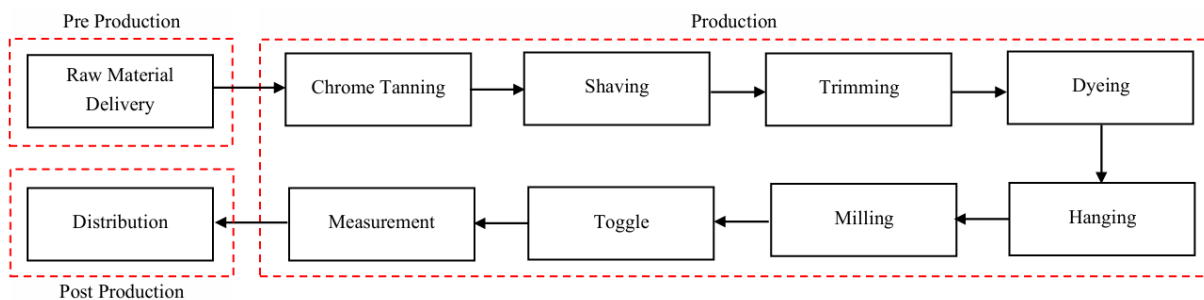 Pre Production
Production
Raw Material
Delivery
Chrome Tanning
Shaving
Trimming
Dyeing
Hanging
Milling
Toggle
Measurement
Distribution
Post Production